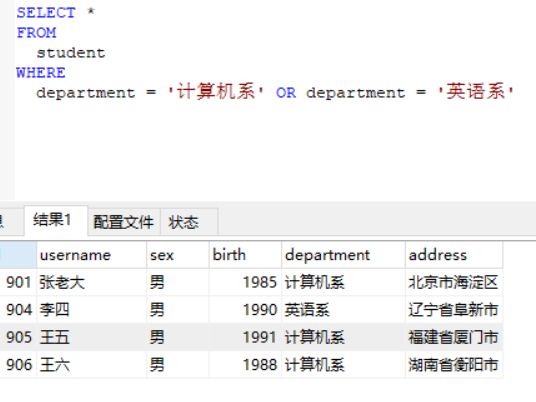 SELECT *
FROM
student
WHERE
department = '计算机系' OR department = '英语系'
息 结果1 配置文件 状态
username sex birth department address
901 张老大 男 1985 计算机系 北京市海淀区
904 李四 男 1990 英语系 辽宁省阜新市
905 王五 男 1991 计算机系 福建省厦门市
906 王六 男 1988 计算机系 湖南省衡阳市